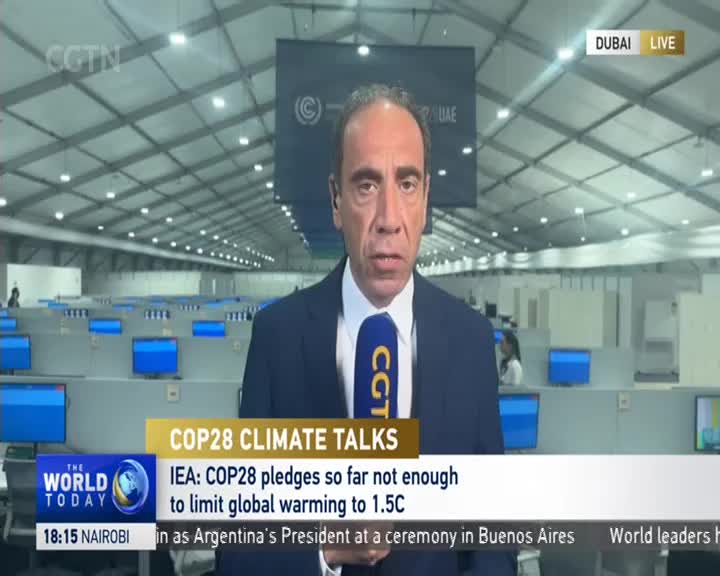 CGTN
DUBAI LIVE
UAE
CGT
COP28 CLIMATE TALKS
THE WORLD TODAY
IEA: COP28 pledges so far not enough
to limit global warming to 1.5C
18:15 NAIROBI
in as Argentina's President at a ceremony in Buenos Aires World leaders h